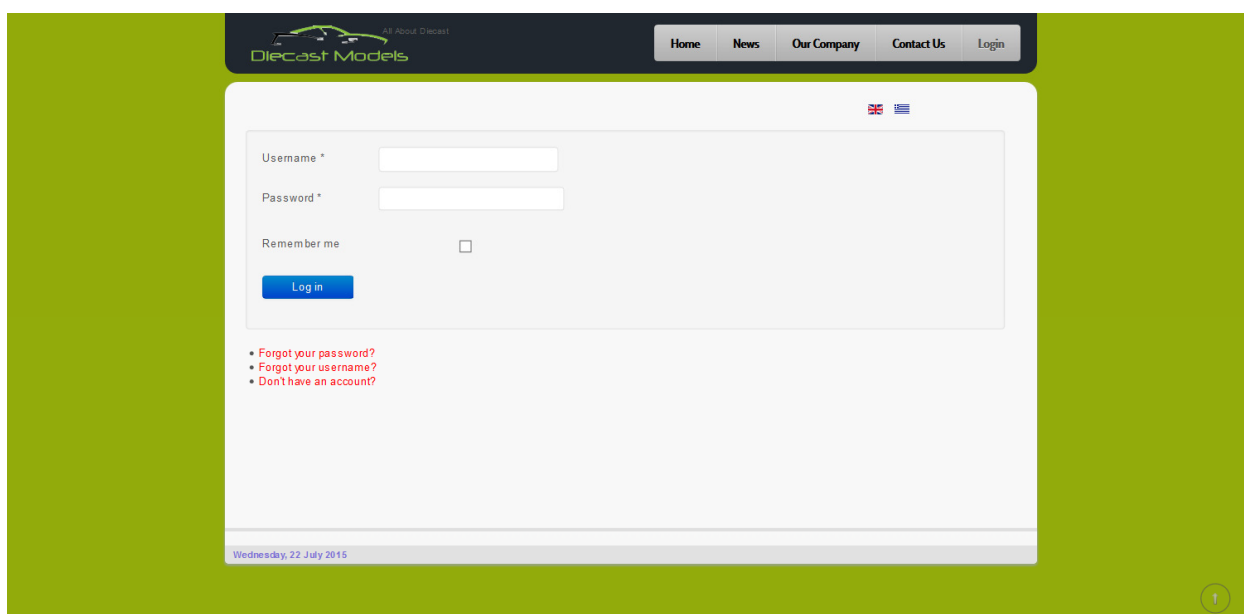 All About Diecast
Diecast Models
Home News Our Company Contact Us Login
Username *
Password *
Remember me
Log in
Forgot your password?
Forgot your username?
Don't have an account?
Wednesday, 22 July 2015